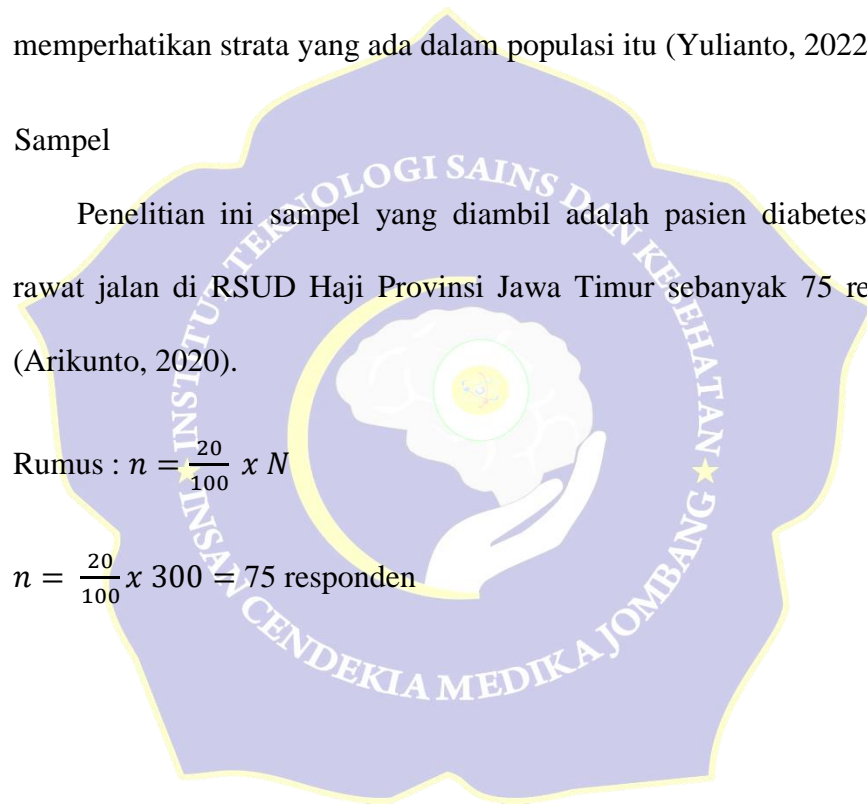 memperhatikan strata yang ada dalam populasi itu (Yulianto, 2022
Sampel
Penelitian ini sampel yang diambil adalah pasien diabetes
rawat jalan di RSUD Haji Provinsi Jawa Timur sebanyak 75 re
(Arikunto, 2020).
Rumus : n = 20/100 x N
n = 20/100 x 300 = 75 responden
INSTITUT TEKNOLOGI SAINS DAN KESEHATAN
INSAN CENDEKIA MEDIKA JOMBANG